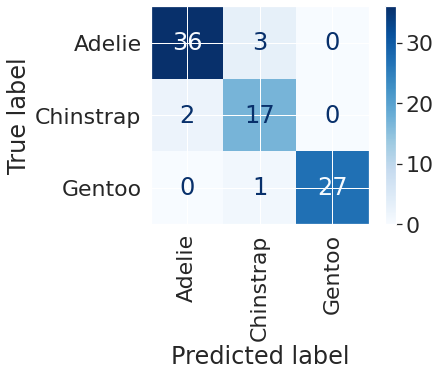 True label
Adelie 36 3 0
Chinstrap 2 17 0
Gentoo 0 1 27
Adelie
Chinstrap
Gentoo
Predicted label
30
20
10
0